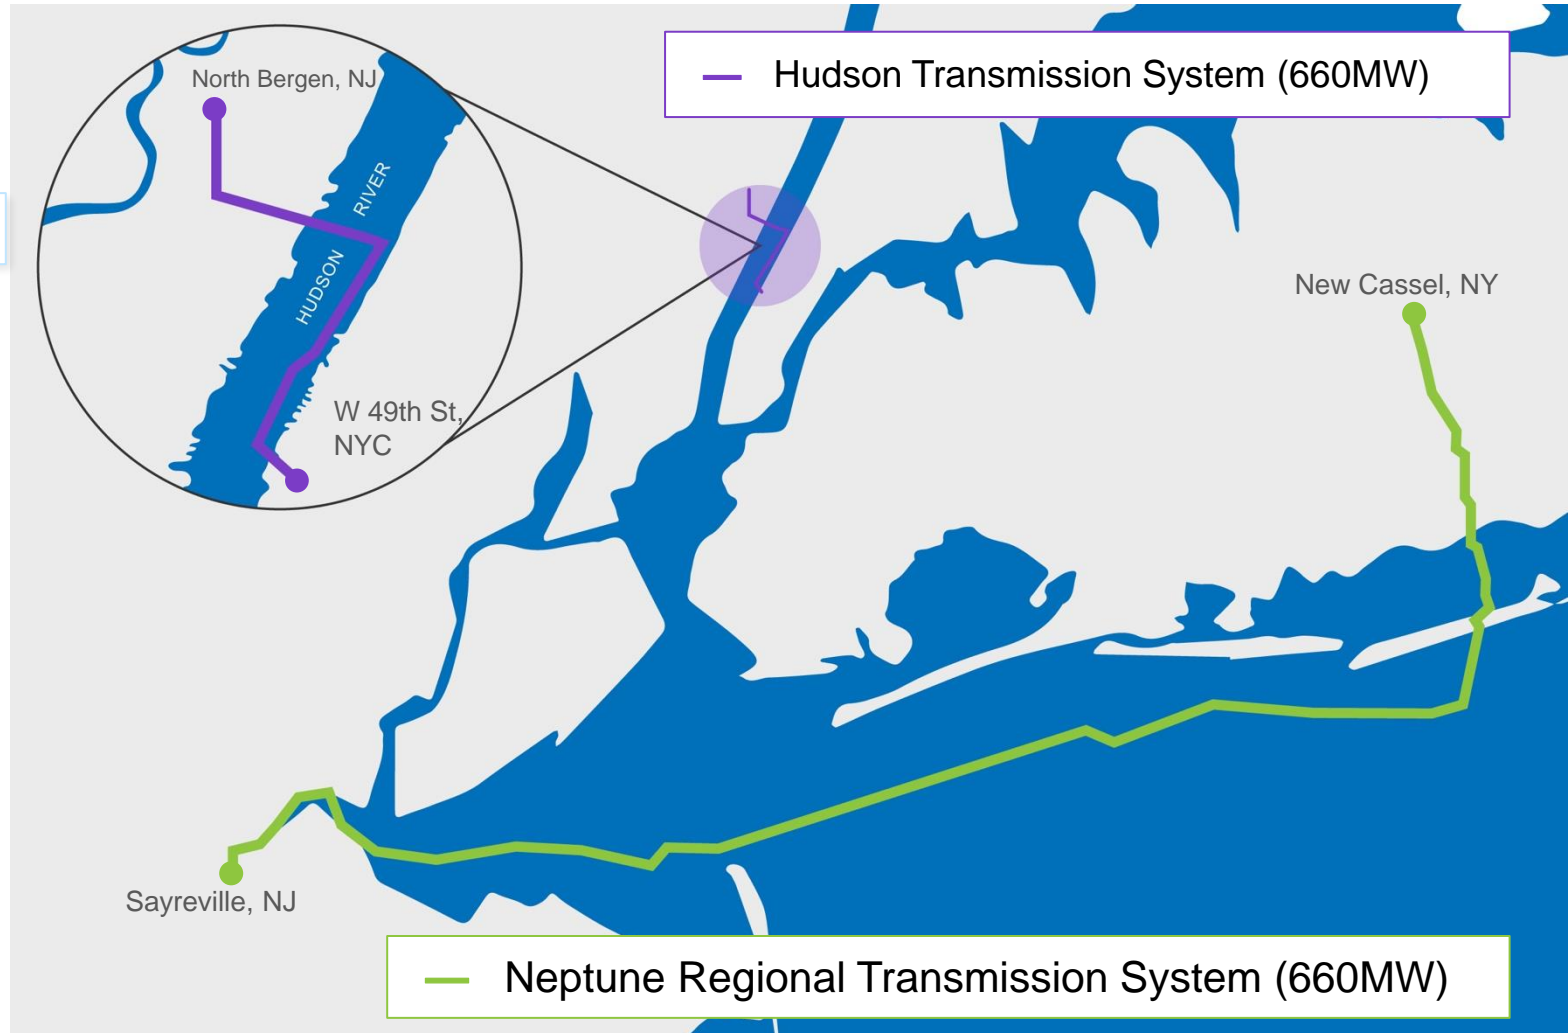 North Bergen, NJ
Hudson Transmission System (660MW)
HUDSON RIVER
W 49th St,
NYC
New Cassel, NY
Sayreville, NJ
Neptune Regional Transmission System (660MW)